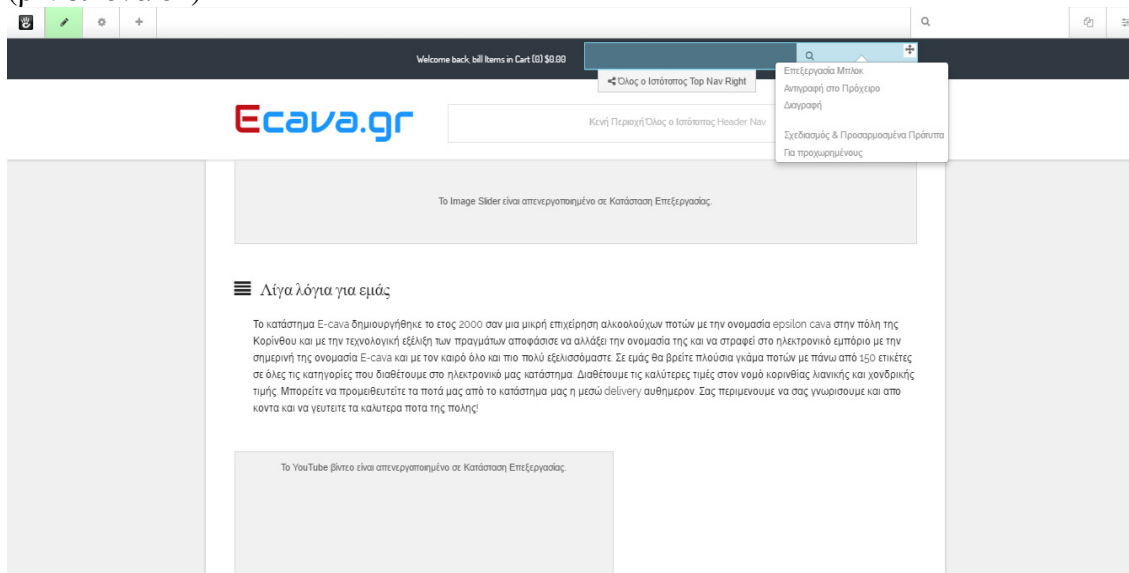 Welcome back, bill Items in Cart (0) $0.00
Όλος ο Ιστότοπος Top Nav Right
Επεξεργασία Μπλοκ
Αντιγραφή στο Πρόχειρο
Διαγραφή
Σχεδιασμός & Προσαρμοσμένα Πρότυπα
Για προχωρημένους
Ecava.gr
Κενή Περιοχή Όλος ο Ιστότοπος Header Nav
Το Image Slider είναι απενεργοποιημένο σε Κατάσταση Επεξεργασίας.
Λίγα λόγια για εμάς
Το κατάστημα E-cava δημιουργήθηκε το ετος 2000 σαν μια μικρή επιχείρηση αλκοολούχων ποτών με την ονομασία epsilon cava στην πόλη της
Κορίνθου και με την τεχνολογική εξέλιξη των πραγμάτων αποφάσισε να αλλάξει την ονομασία της και να στραφεί στο ηλεκτρονικό εμπόριο με την
σημερινή της ονομασία E-cava και με τον καιρό όλο και πιο πολύ εξελισσόμαστε. Σε εμάς θα βρείτε πλούσια γκάμα ποτών με πάνω από 150 ετικέτες
σε όλες τις κατηγορίες που διαθέτουμε στο ηλεκτρονικό μας κατάστημα. Διαθέτουμε τις καλύτερες τιμές στον νομό κορινθίας λιανικής και χονδρικής
τιμής. Μπορείτε να προμειθευτείτε τα ποτά μας από το κατάστημα μας η μεσώ delivery αυθημερον. Σας περιμενουμε να σας γνωρισουμε και απο
κοντα και να γευτειτε τα καλυτερα ποτα της πολης!
Το YouTube βίντεο είναι απενεργοποιημένο σε Κατάσταση Επεξεργασίας.